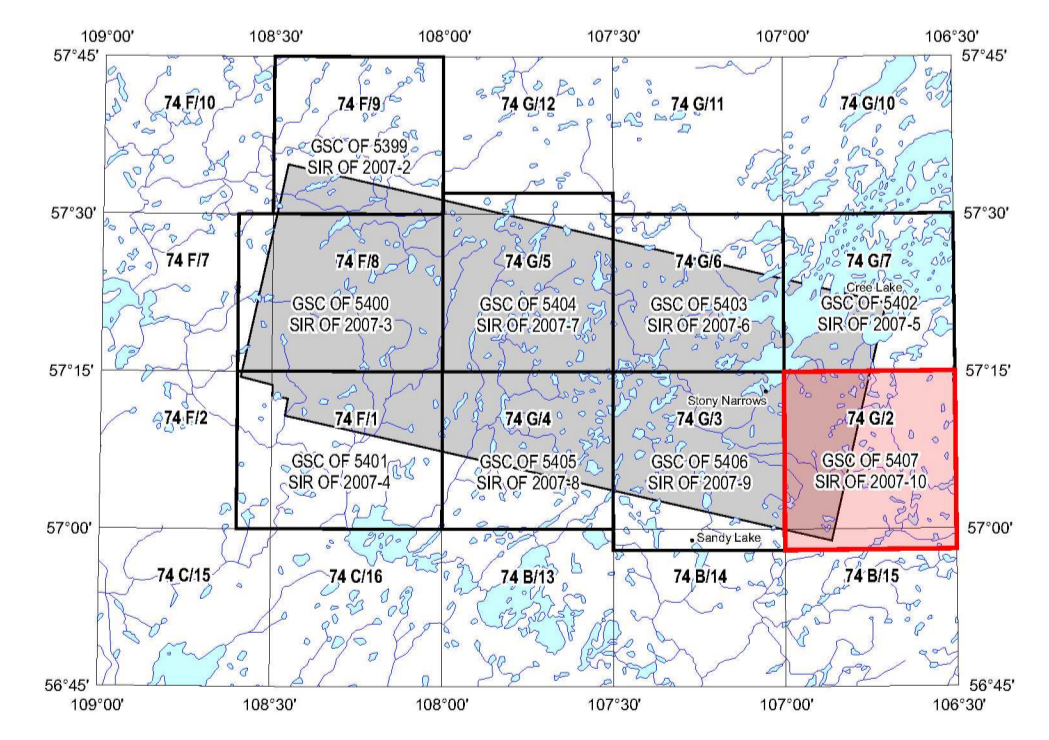 109°00' 108°30' 108°00' 107°30' 107°00' 106°30'
57°45' 57°45'
74 F/10 74 F/9 74 G/12 74 G/11 74 G/10
GSC OF 5399
SIR OF 2007-2
57°30' 57°30'
74 F/7 74 F/8 74 G/5 74 G/6 74 G/7
Cree Lake
GSC OF 5400 GSC OF 5404 GSC OF 5403 GSC OF 5402
SIR OF 2007-3 SIR OF 2007-7 SIR OF 2007-6 SIR OF 2007-5
57°15' 57°15'
Stony Narrows
74 F/2 74 F/1 74 G/4 74 G/3 74 G/2
GSC OF 5401 GSC OF 5405 GSC OF 5406 GSC OF 5407
SIR OF 2007-4 SIR OF 2007-8 SIR OF 2007-9 SIR OF 2007-10
57°00' 57°00'
Sandy Lake
74 C/15 74 C/16 74 B/13 74 B/14 74 B/15
56°45' 56°45'
109°00' 108°30' 108°00' 107°30' 107°00' 106°30'